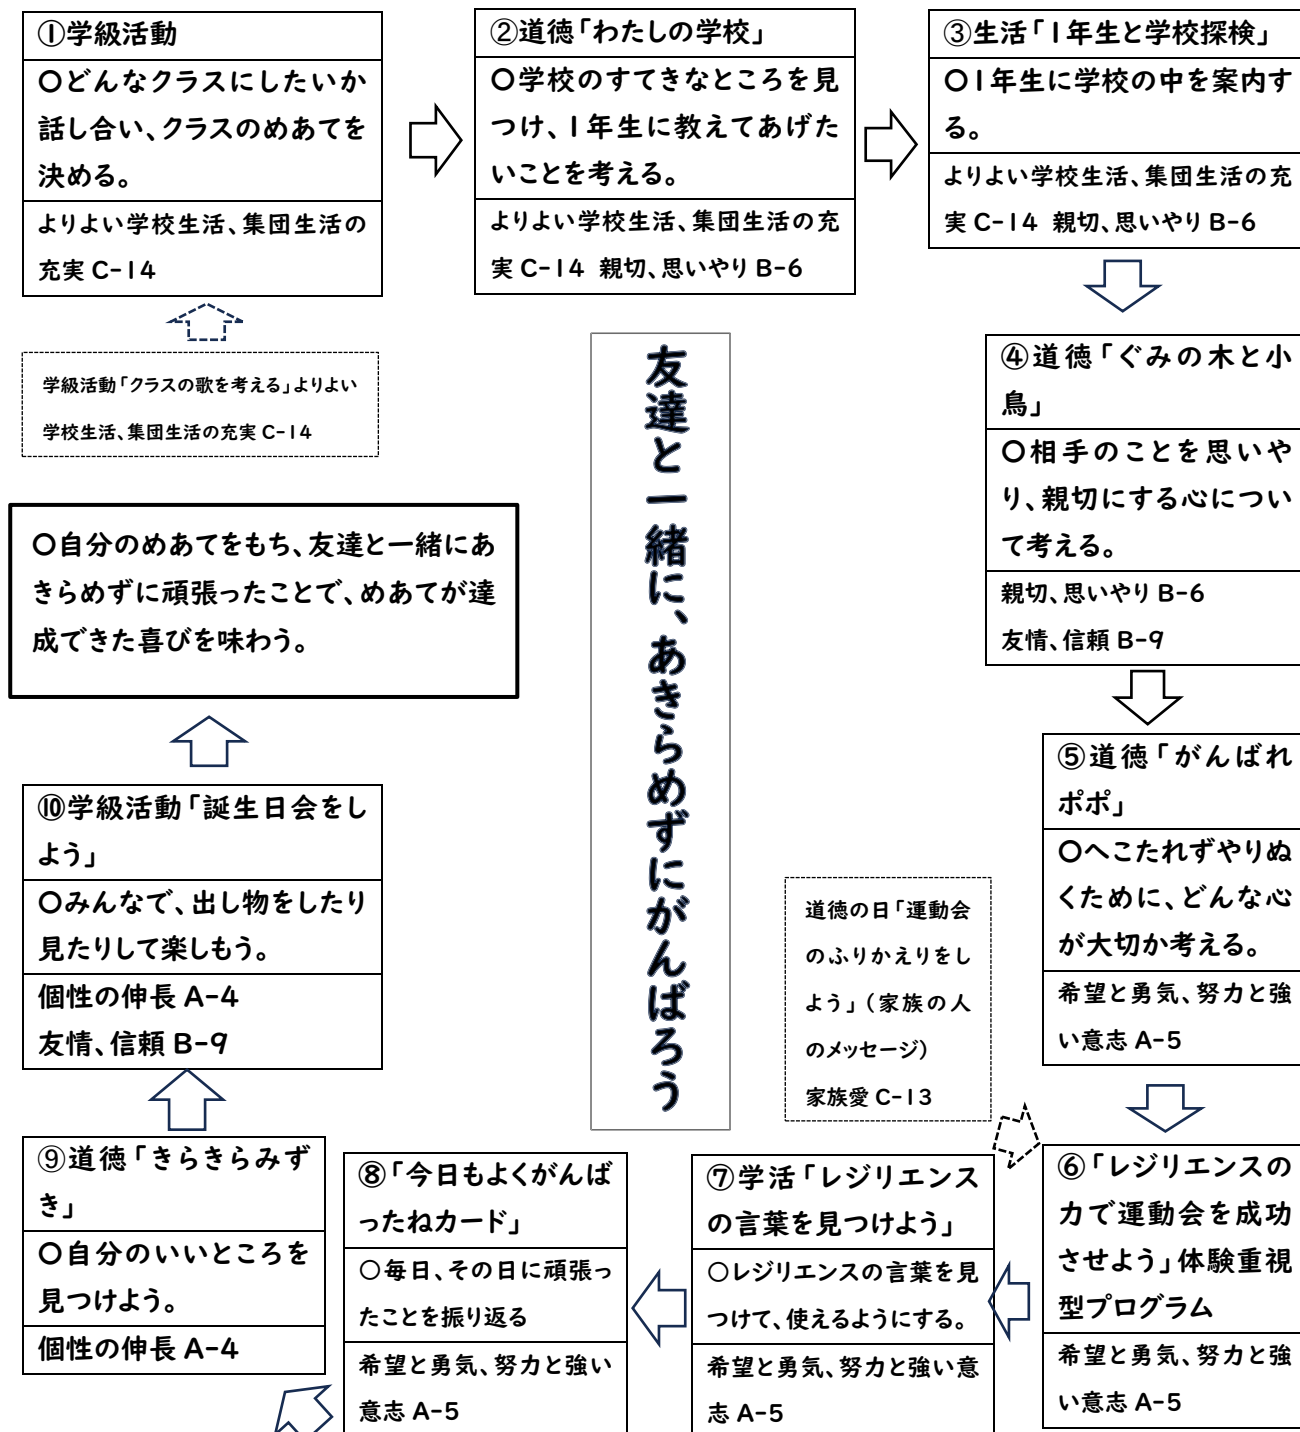 ①学級活動
〇どんなクラスにしたいか
話し合い、クラスのめあてを
決める。
よりよい学校生活、集団生活の
充実 C-14
②道徳「わたしの学校」
〇学校のすてきなところを見
つけ、1年生に教えてあげた
いことを考える。
よりよい学校生活、集団生活の充
実 C-14 親切、思いやり B-6
③生活「1年生と学校探検」
〇1年生に学校の中を案内す
る。
よりよい学校生活、集団生活の充
実 C-14 親切、思いやり B-6
学級活動「クラスの歌を考える」よりよい
学校生活、集団生活の充実 C-14
友達と一緒に、あきらめずにがんばろう
④道徳「ぐみの木と小
鳥」
〇相手のことを思いや
り、親切にする心につい
て考える。
親切、思いやり B-6
友情、信頼 B-9
〇自分のめあてをもち、友達と一緒にあ
きらめずに頑張ったことで、めあてが達
成できた喜びを味わう。
⑤道徳「がんばれ
ポポ」
〇へこたれずやりぬ
くために、どんな心
が大切か考える。
希望と勇気、努力と強
い意志 A-5
道徳の日「運動会
のふりかえりをし
よう」(家族の人
のメッセージ)
家族愛 C-13
⑥「レジリエンスの
力で運動会を成功
させよう」体験重視
型プログラム
希望と勇気、努力と強
い意志 A-5
⑦学活「レジリエンス
の言葉を見つけよう」
〇レジリエンスの言葉を見
つけて、使えるようにする。
希望と勇気、努力と強い意
志 A-5
⑧「今日もよくがんば
ったねカード」
〇毎日、その日に頑張っ
たことを振り返る
希望と勇気、努力と強い
意志 A-5
⑨道徳「きらきらみず
き」
〇自分のいいところを
見つけよう。
個性の伸長 A-4
⑩学級活動「誕生日会をし
よう」
〇みんなで、出し物をしたり
見たりして楽しもう。
個性の伸長 A-4
友情、信頼 B-9